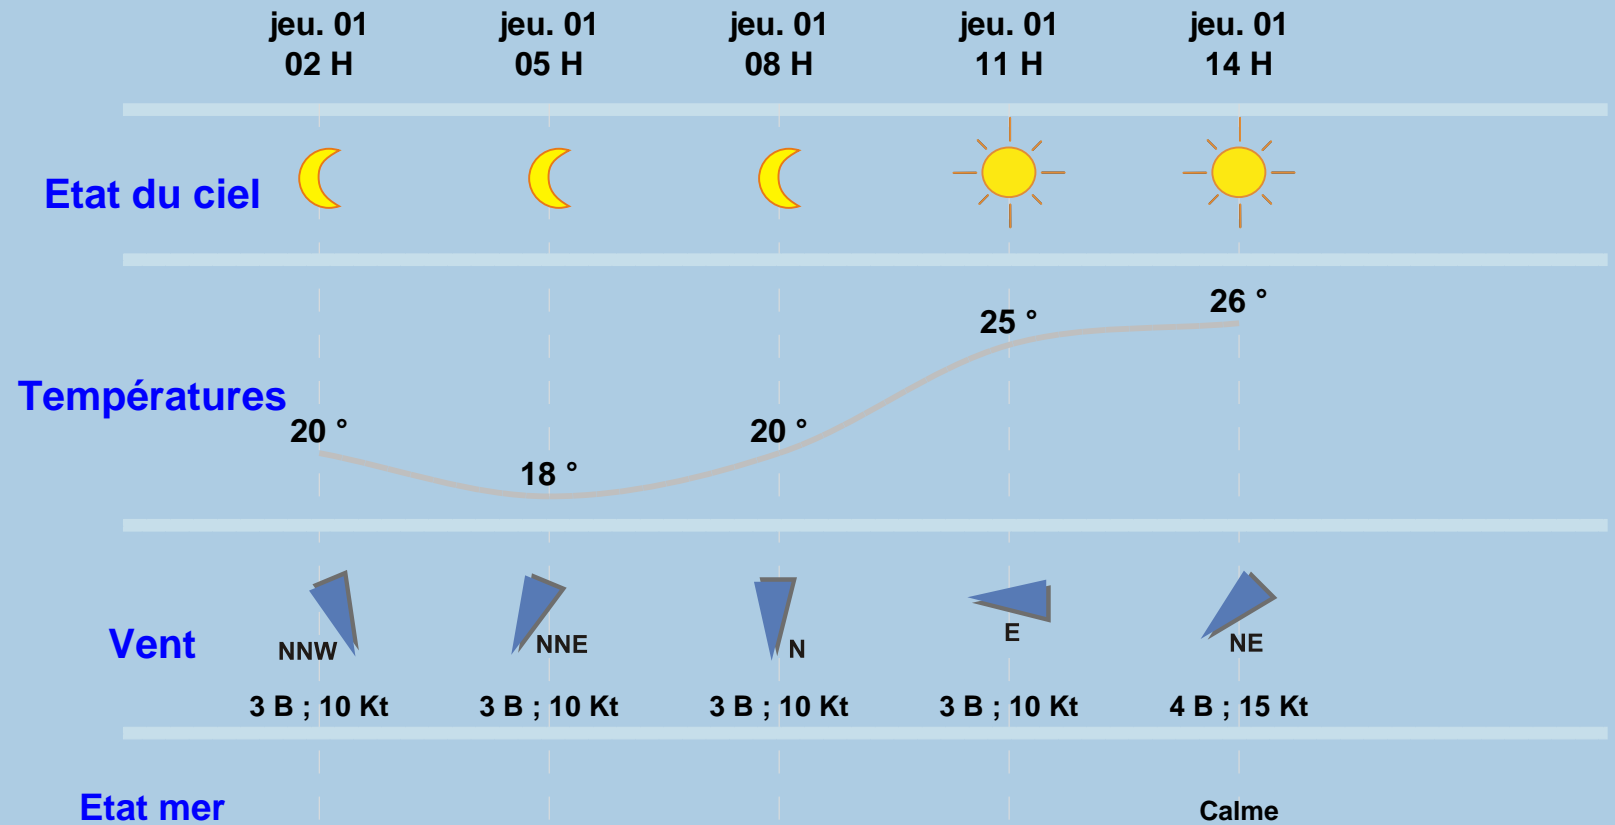 jeu. 01 jeu. 01 jeu. 01 jeu. 01 jeu. 01
02 H 05 H 08 H 11 H 14 H
Etat du ciel
26 °
25 °
Températures
20 ° 20 °
18 °
E
NNW NNE N NE
Vent
3 B ; 10 Kt 3 B ; 10 Kt 3 B ; 10 Kt 3 B ; 10 Kt 4 B ; 15 Kt
Etat mer Calme